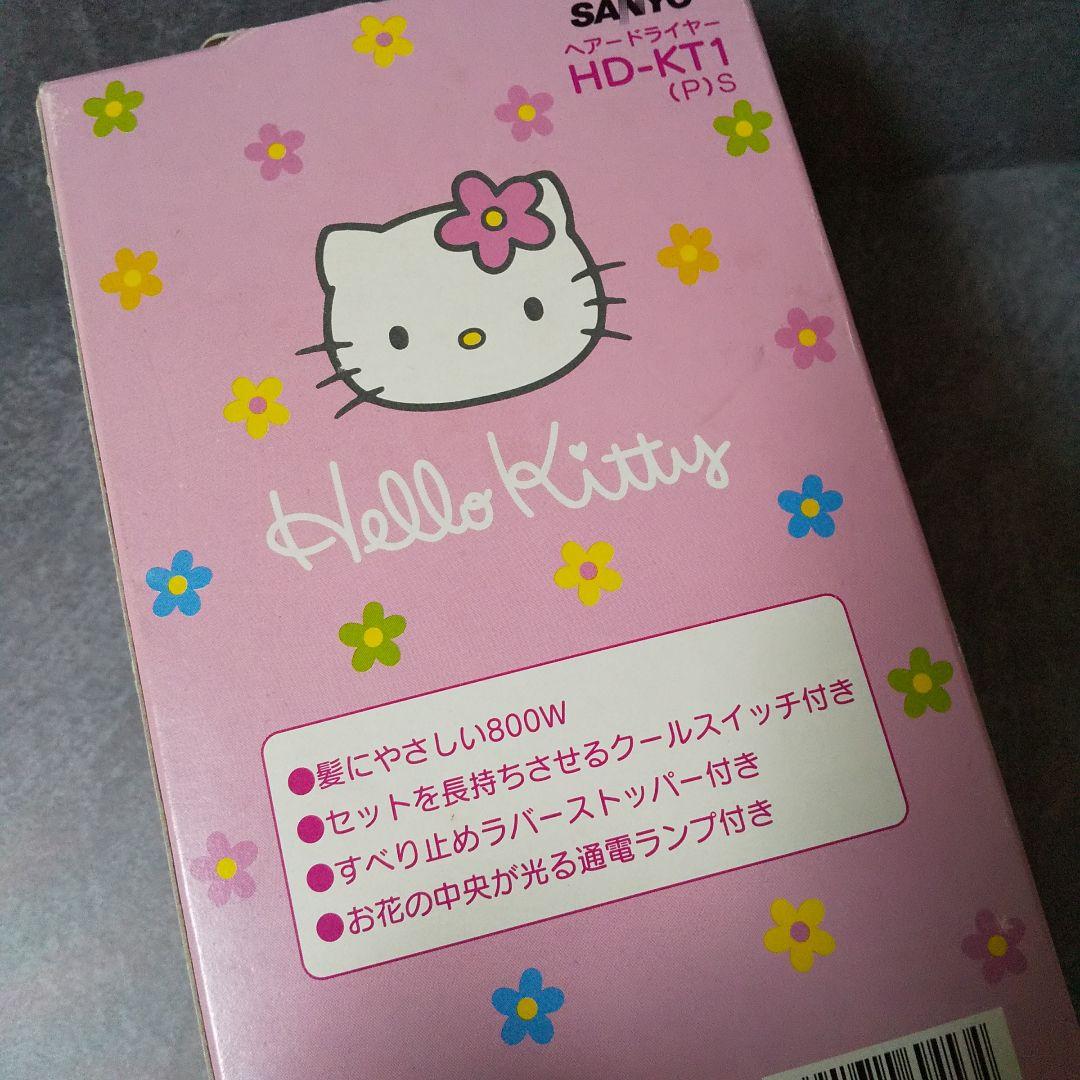 SANYO
ヘアードライヤー
HD-KT1
(P)S
Hello Kitty
●髪にやさしい800W
●セットを長持ちさせるクールスイッチ付き
●すべり止めラバーストッパー付き
●お花の中央が光る通電ランプ付き